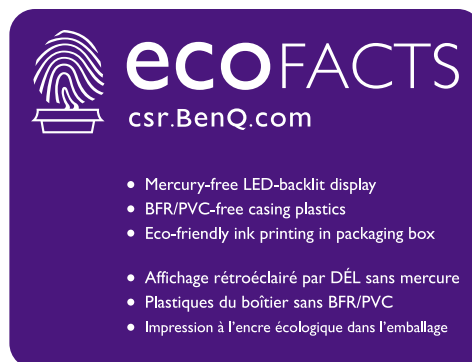 ecoFACTS
csr.BenQ.com
• Mercury-free LED-backlit display
• BFR/PVC-free casing plastics
• Eco-friendly ink printing in packaging box
• Affichage rétroéclairé par DÉL sans mercure
• Plastiques du boîtier sans BFR/PVC
• Impression à l'encre écologique dans l'emballage